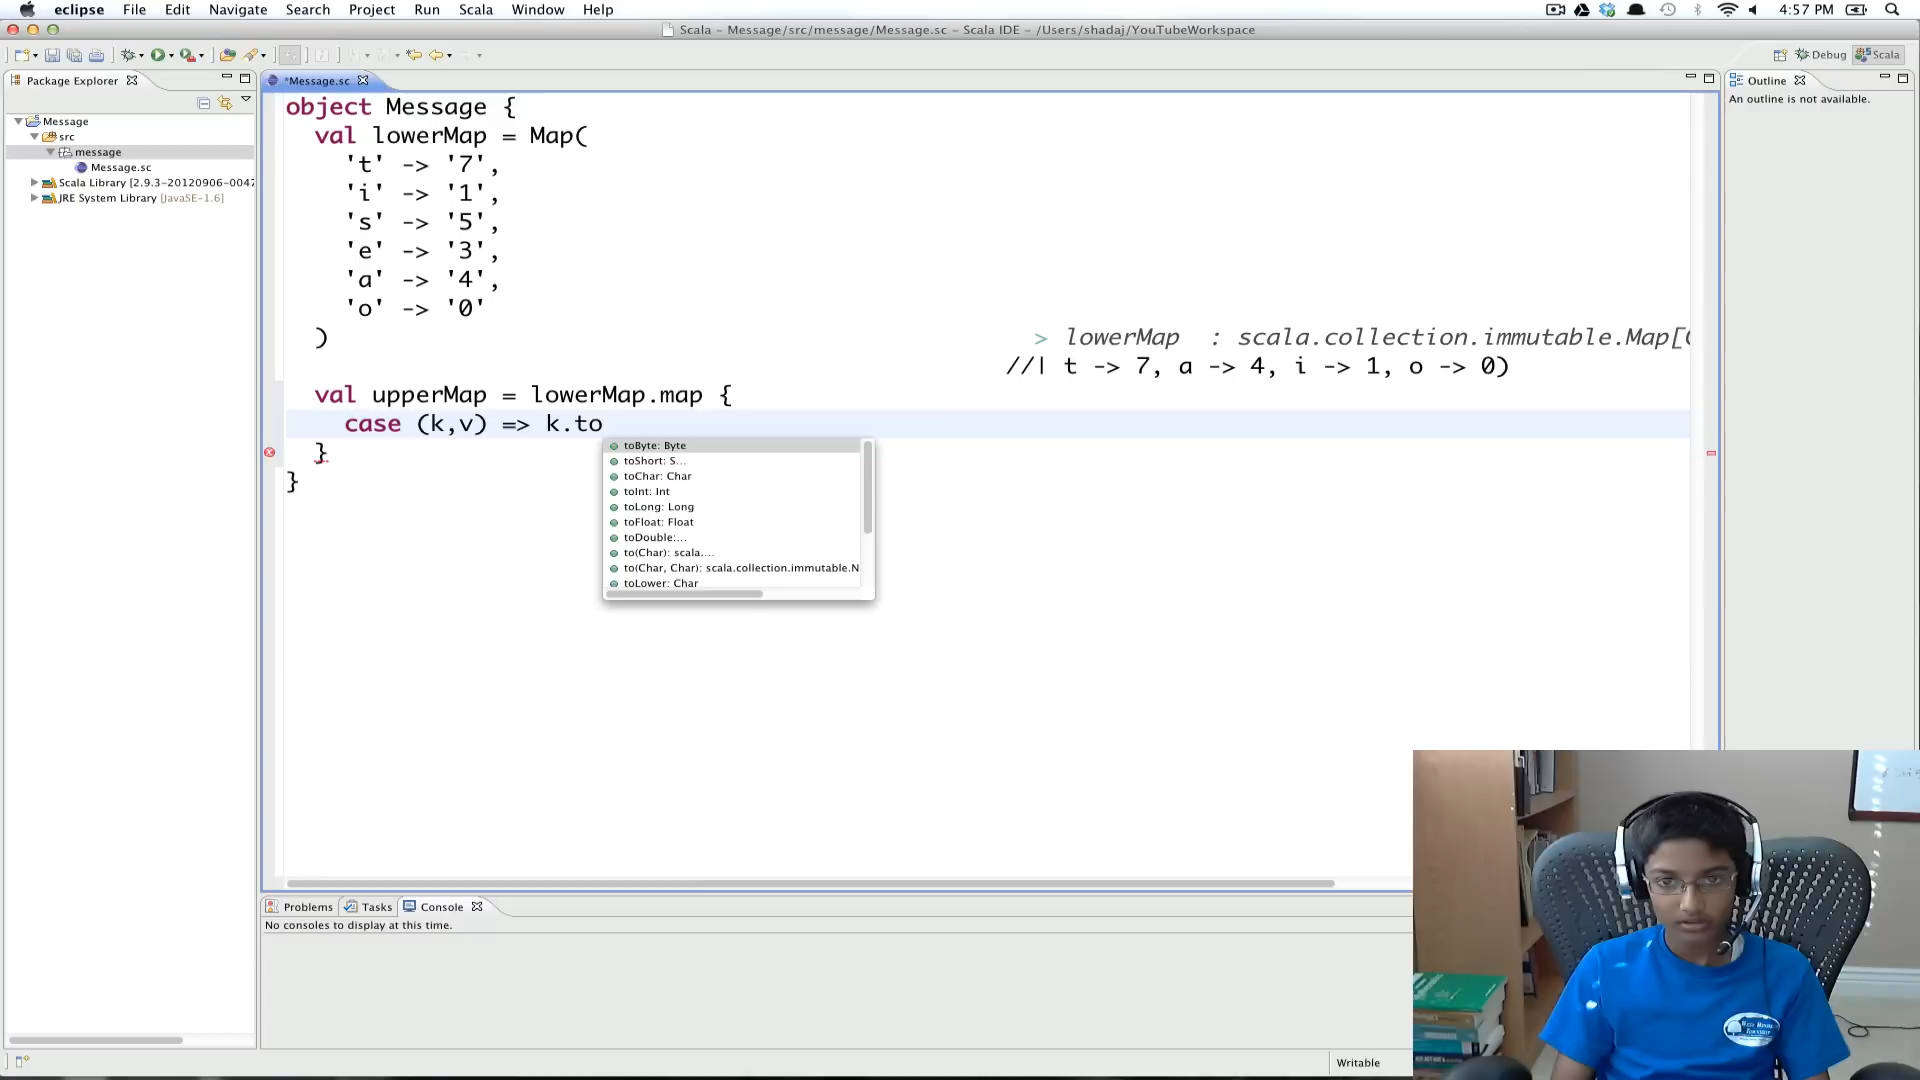 eclipse File Edit Navigate Search Project Run Scala Window Help 4:57 PM
Scala – Message/src/message/Message.sc – Scala IDE – /Users/shadaj/YouTubeWorkspace
Debug Scala
Package Explorer
Message
src
message
Message.sc
Scala Library [2.9.3-20120906-0047
JRE System Library [JavaSE-1.6]
*Message.sc
object Message {
val lowerMap = Map(
't' -> '7',
'i' -> '1',
's' -> '5',
'e' -> '3',
'a' -> '4',
'o' -> '0'
) > lowerMap : scala.collection.immutable.Map[C
//| t -> 7, a -> 4, i -> 1, o -> 0)
val upperMap = lowerMap.map {
case (k,v) => k.to
}
}
toByte: Byte
toShort: S...
toChar: Char
toInt: Int
toLong: Long
toFloat: Float
toDouble:...
to(Char): scala....
to(Char, Char): scala.collection.immutable.N
toLower: Char
Outline
An outline is not available.
Problems Tasks Console
No consoles to display at this time.
Writable